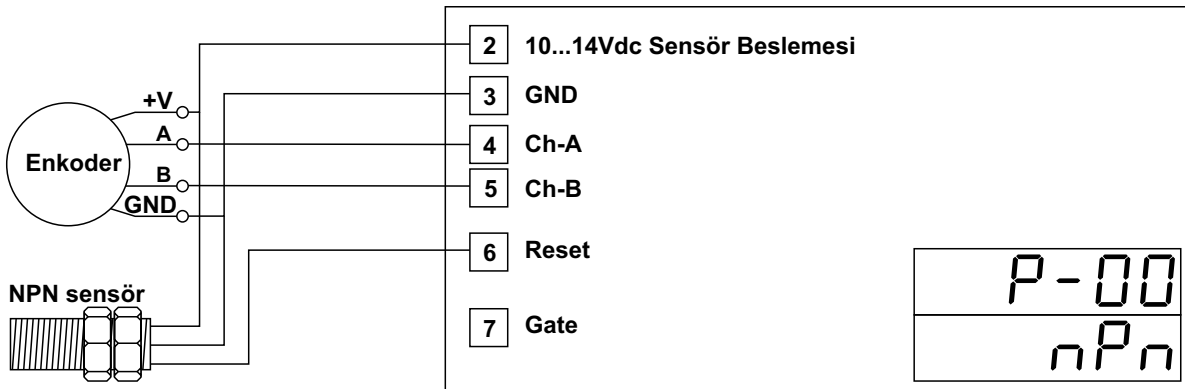 2 10...14Vdc Sensör Beslemesi
3 GND
+V
A
4 Ch-A
Enkoder
B
5 Ch-B
GND
6 Reset
NPN sensör
7 Gate
P-00
nPn